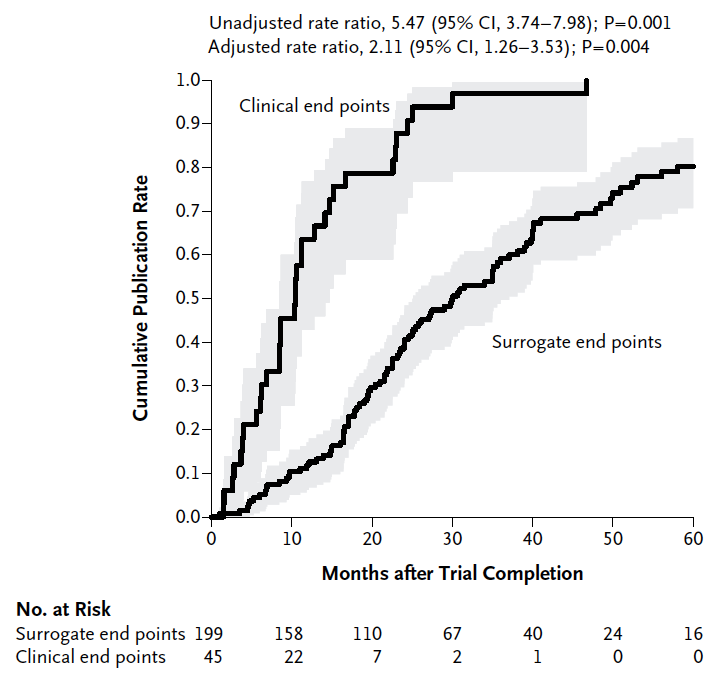 Unadjusted rate ratio, 5.47 (95% CI, 3.74–7.98); P=0.001
Adjusted rate ratio, 2.11 (95% CI, 1.26–3.53); P=0.004
1.0
0.9
0.8
0.7
0.6
0.5
0.4
0.3
0.2
0.1
0.0
Cumulative Publication Rate
Clinical end points
Surrogate end points
0 10 20 30 40 50 60
Months after Trial Completion
No. at Risk
Surrogate end points 199 158 110 67 40 24 16
Clinical end points 45 22 7 2 1 0 0